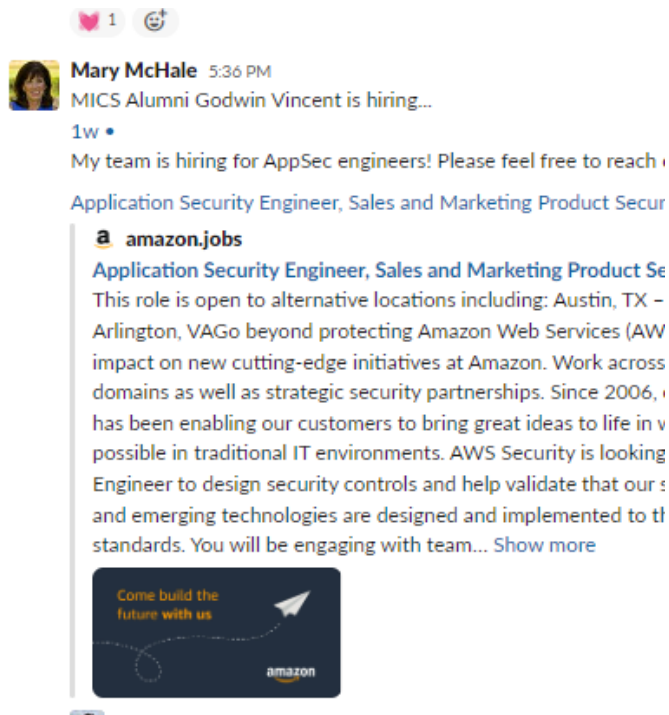 1
Mary McHale 5:36 PM
MICS Alumni Godwin Vincent is hiring...
1w •
My team is hiring for AppSec engineers! Please feel free to reach
Application Security Engineer, Sales and Marketing Product Secur
a amazon.jobs
Application Security Engineer, Sales and Marketing Product Se
This role is open to alternative locations including: Austin, TX –
Arlington, VAGo beyond protecting Amazon Web Services (AW
impact on new cutting-edge initiatives at Amazon. Work across
domains as well as strategic security partnerships. Since 2006,
has been enabling our customers to bring great ideas to life in
possible in traditional IT environments. AWS Security is looking
Engineer to design security controls and help validate that our
and emerging technologies are designed and implemented to
standards. You will be engaging with team... Show more
Come build the
future with us
amazon